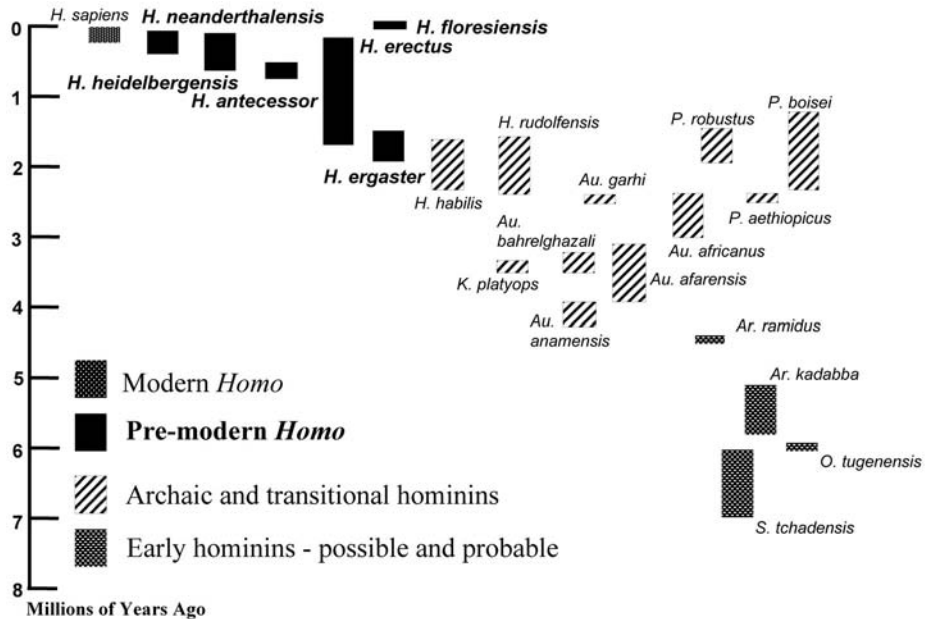 H. sapiens
H. neanderthalensis
H. floresiensis
H. erectus
H. heidelbergensis
H. antecessor
H. ergaster
H. habilis
H. rudolfensis
Au. garhi
P. robustus
P. boisei
P. aethiopicus
Au.
bahrelghazali
Au. africanus
K. platyops
Au. afarensis
Au.
anamensis
Ar. ramidus
Ar. kadabba
O. tugenensis
S. tchadensis
0
1
2
3
4
5
6
7
8
Modern Homo
Pre-modern Homo
Archaic and transitional hominins
Early hominins - possible and probable
Millions of Years Ago